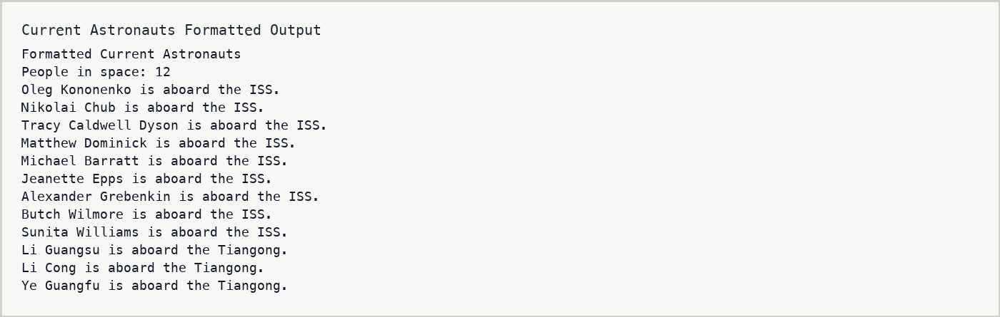 Current Astronauts Formatted Output
Formatted Current Astronauts
People in space: 12
Oleg Kononenko is aboard the ISS.
Nikolai Chub is aboard the ISS.
Tracy Caldwell Dyson is aboard the ISS.
Matthew Dominick is aboard the ISS.
Michael Barratt is aboard the ISS.
Jeanette Epps is aboard the ISS.
Alexander Grebenkin is aboard the ISS.
Butch Wilmore is aboard the ISS.
Sunita Williams is aboard the ISS.
Li Guangsu is aboard the Tiangong.
Li Cong is aboard the Tiangong.
Ye Guangfu is aboard the Tiangong.